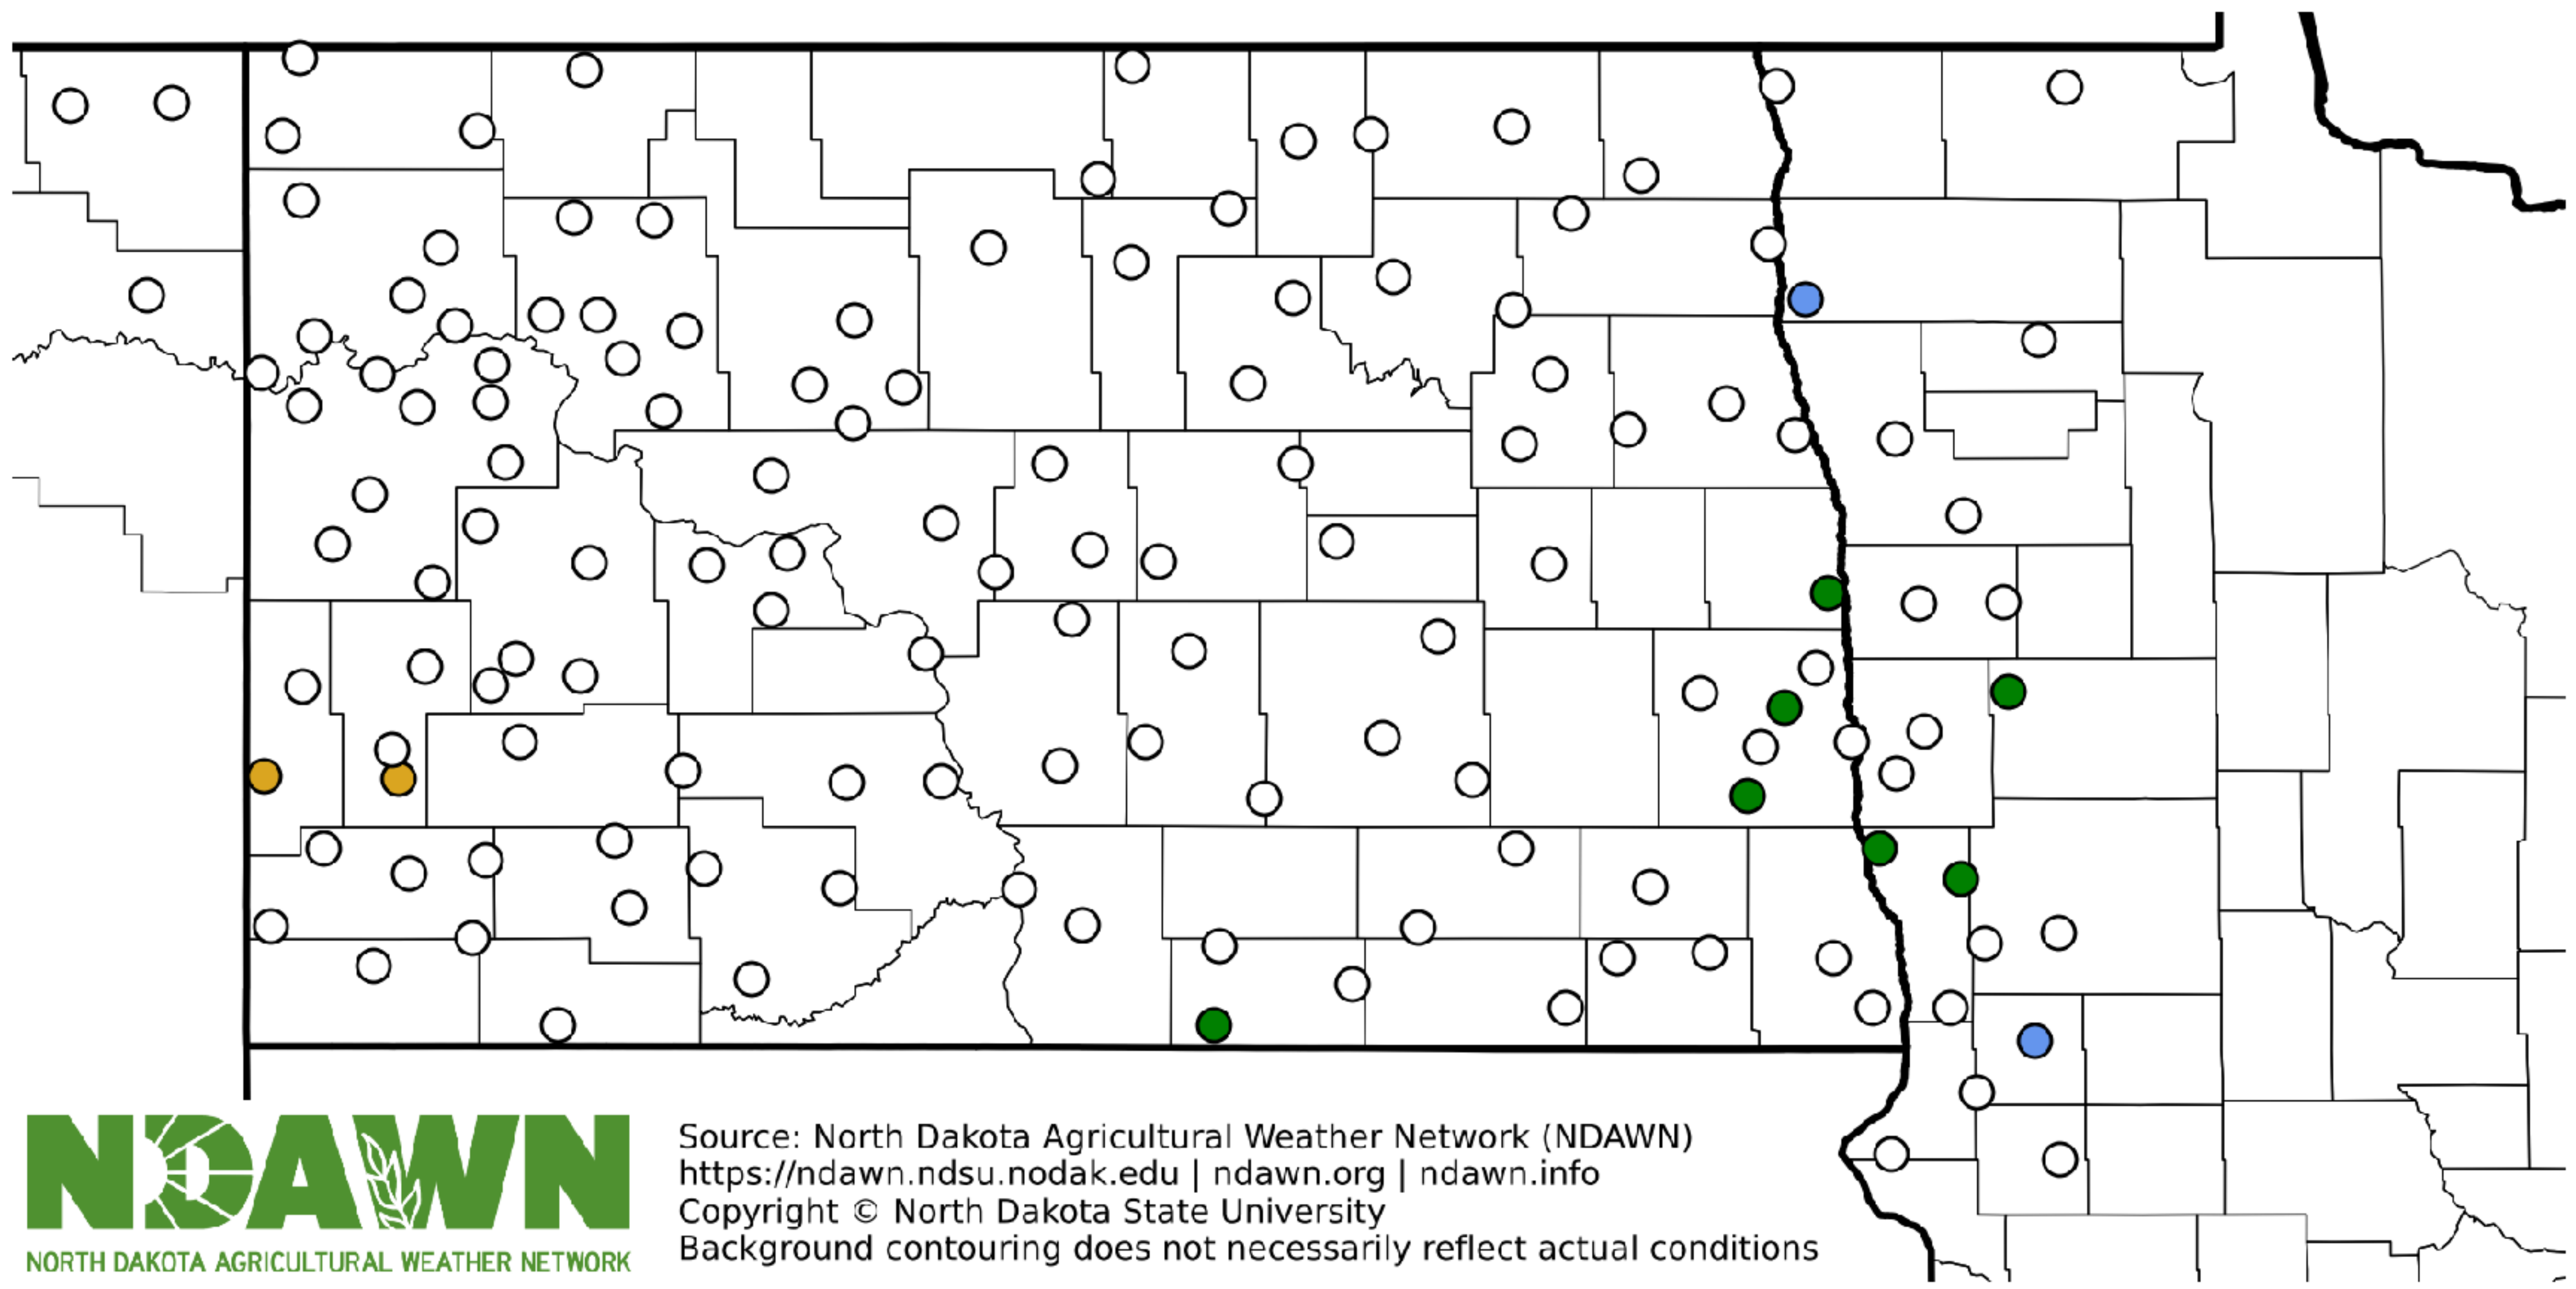 NDAWN
NORTH DAKOTA AGRICULTURAL WEATHER NETWORK
Source: North Dakota Agricultural Weather Network (NDAWN)
https://ndawn.ndsu.nodak.edu | ndawn.org | ndawn.info
Copyright © North Dakota State University
Background contouring does not necessarily reflect actual conditions